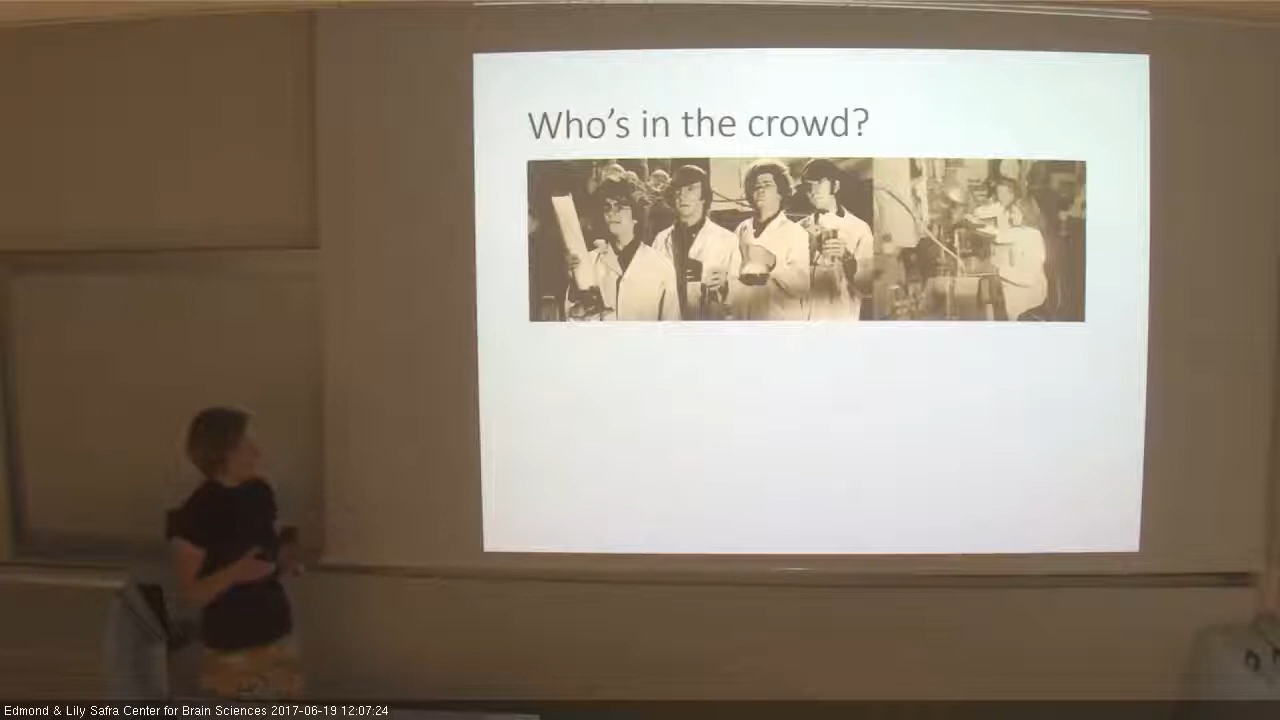 Who's in the crowd?
Edmond & Lily Safra Center for Brain Sciences 2017-06-19 12:07:24